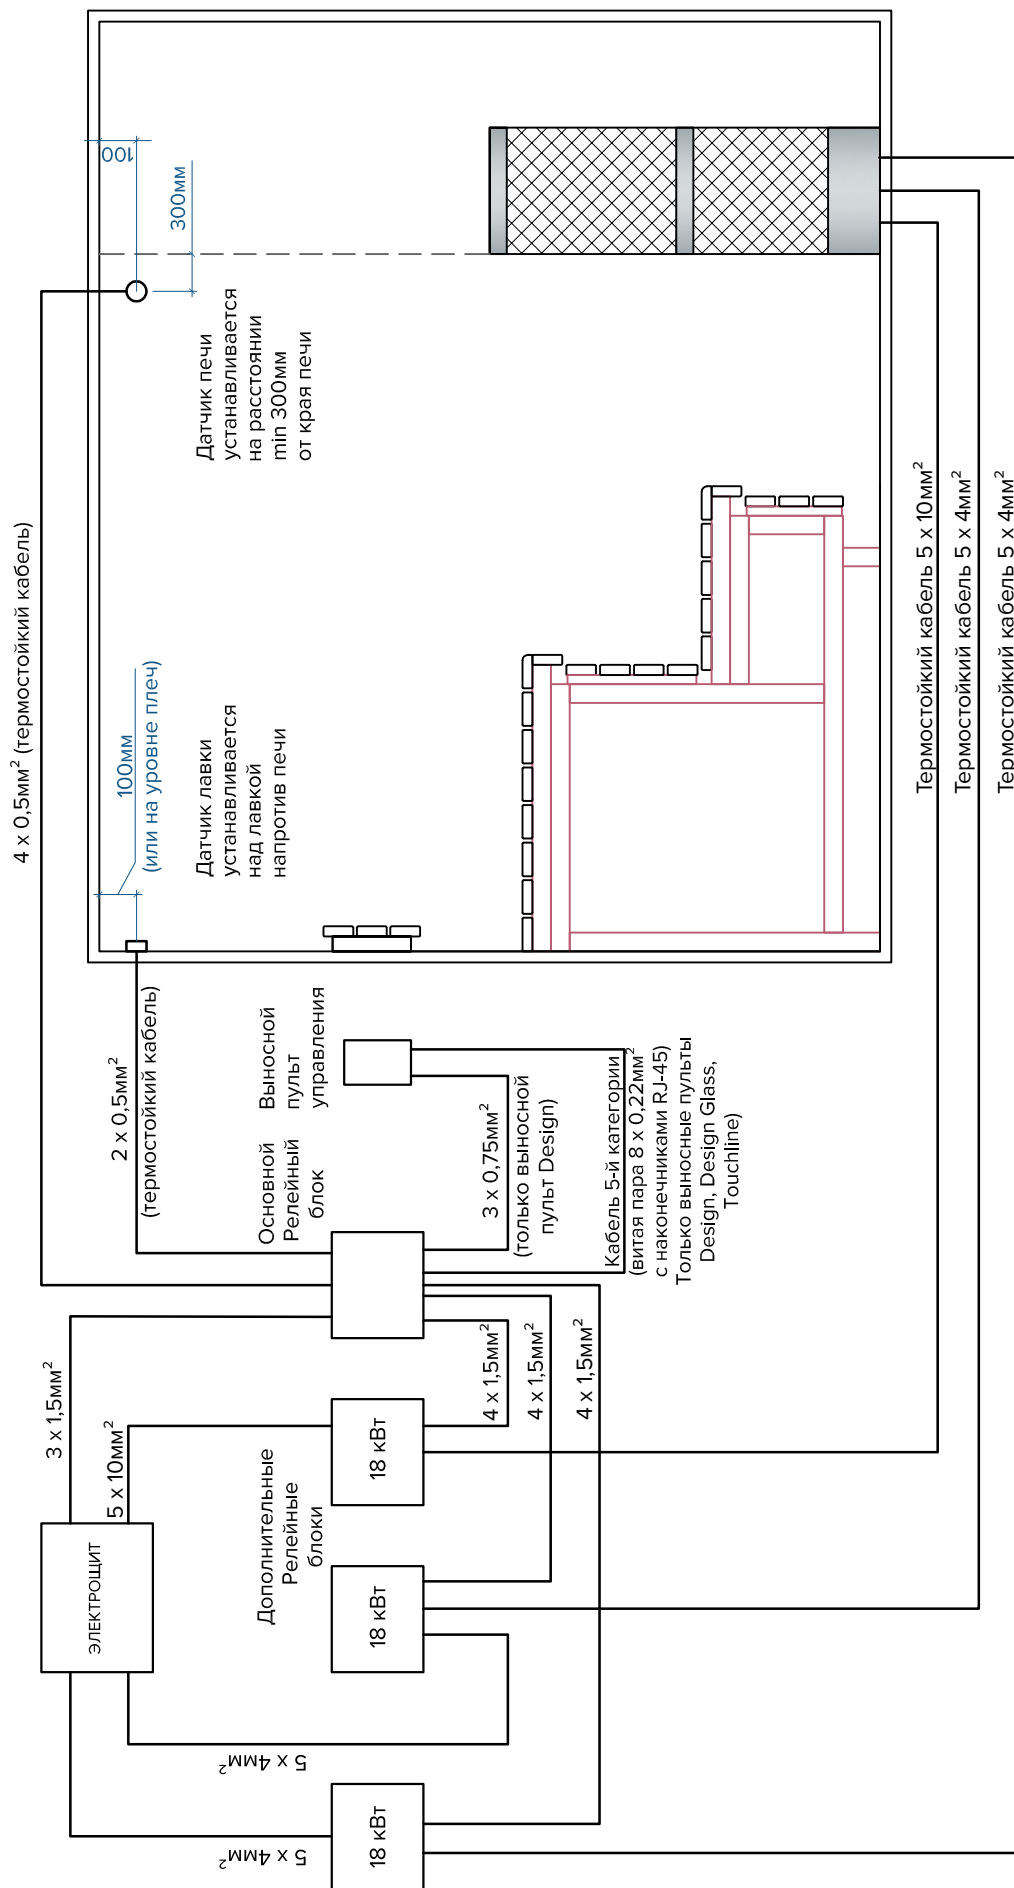 4 x 0,5мм²(термостойкий кабель)
100
300мм
Датчик печи
устанавливается
на расстоянии
min 300мм
от края печи
100мм
(или на уровне плеч)
Датчик лавки
устанавливается
над лавкой
напротив печи
2 x 0,5мм²
(термостойкий кабель)
Выносной
пульт
управления
Основной
Релейный
блок
3 x 0,75мм²
(только выносной
пульт Design)
Кабель 5-й категории
(витая пара 8 x 0,22мм²
с наконечниками RJ-45)
Только выносные пульты
Design, Design Glass,
Touchline)
3 x 1,5мм²
5 x 10мм²
ЭЛЕКТРОЩИТ
Дополнительные
Релейные
блоки
18 кВт
18 кВт
18 кВт
4 x 1,5мм²
4 x 1,5мм²
4 x 1,5мм²
5 x 4мм²
5 x 4мм²
Термостойкий кабель 5 x 10мм²
Термостойкий кабель 5 x 4мм²
Термостойкий кабель 5 x 4мм²